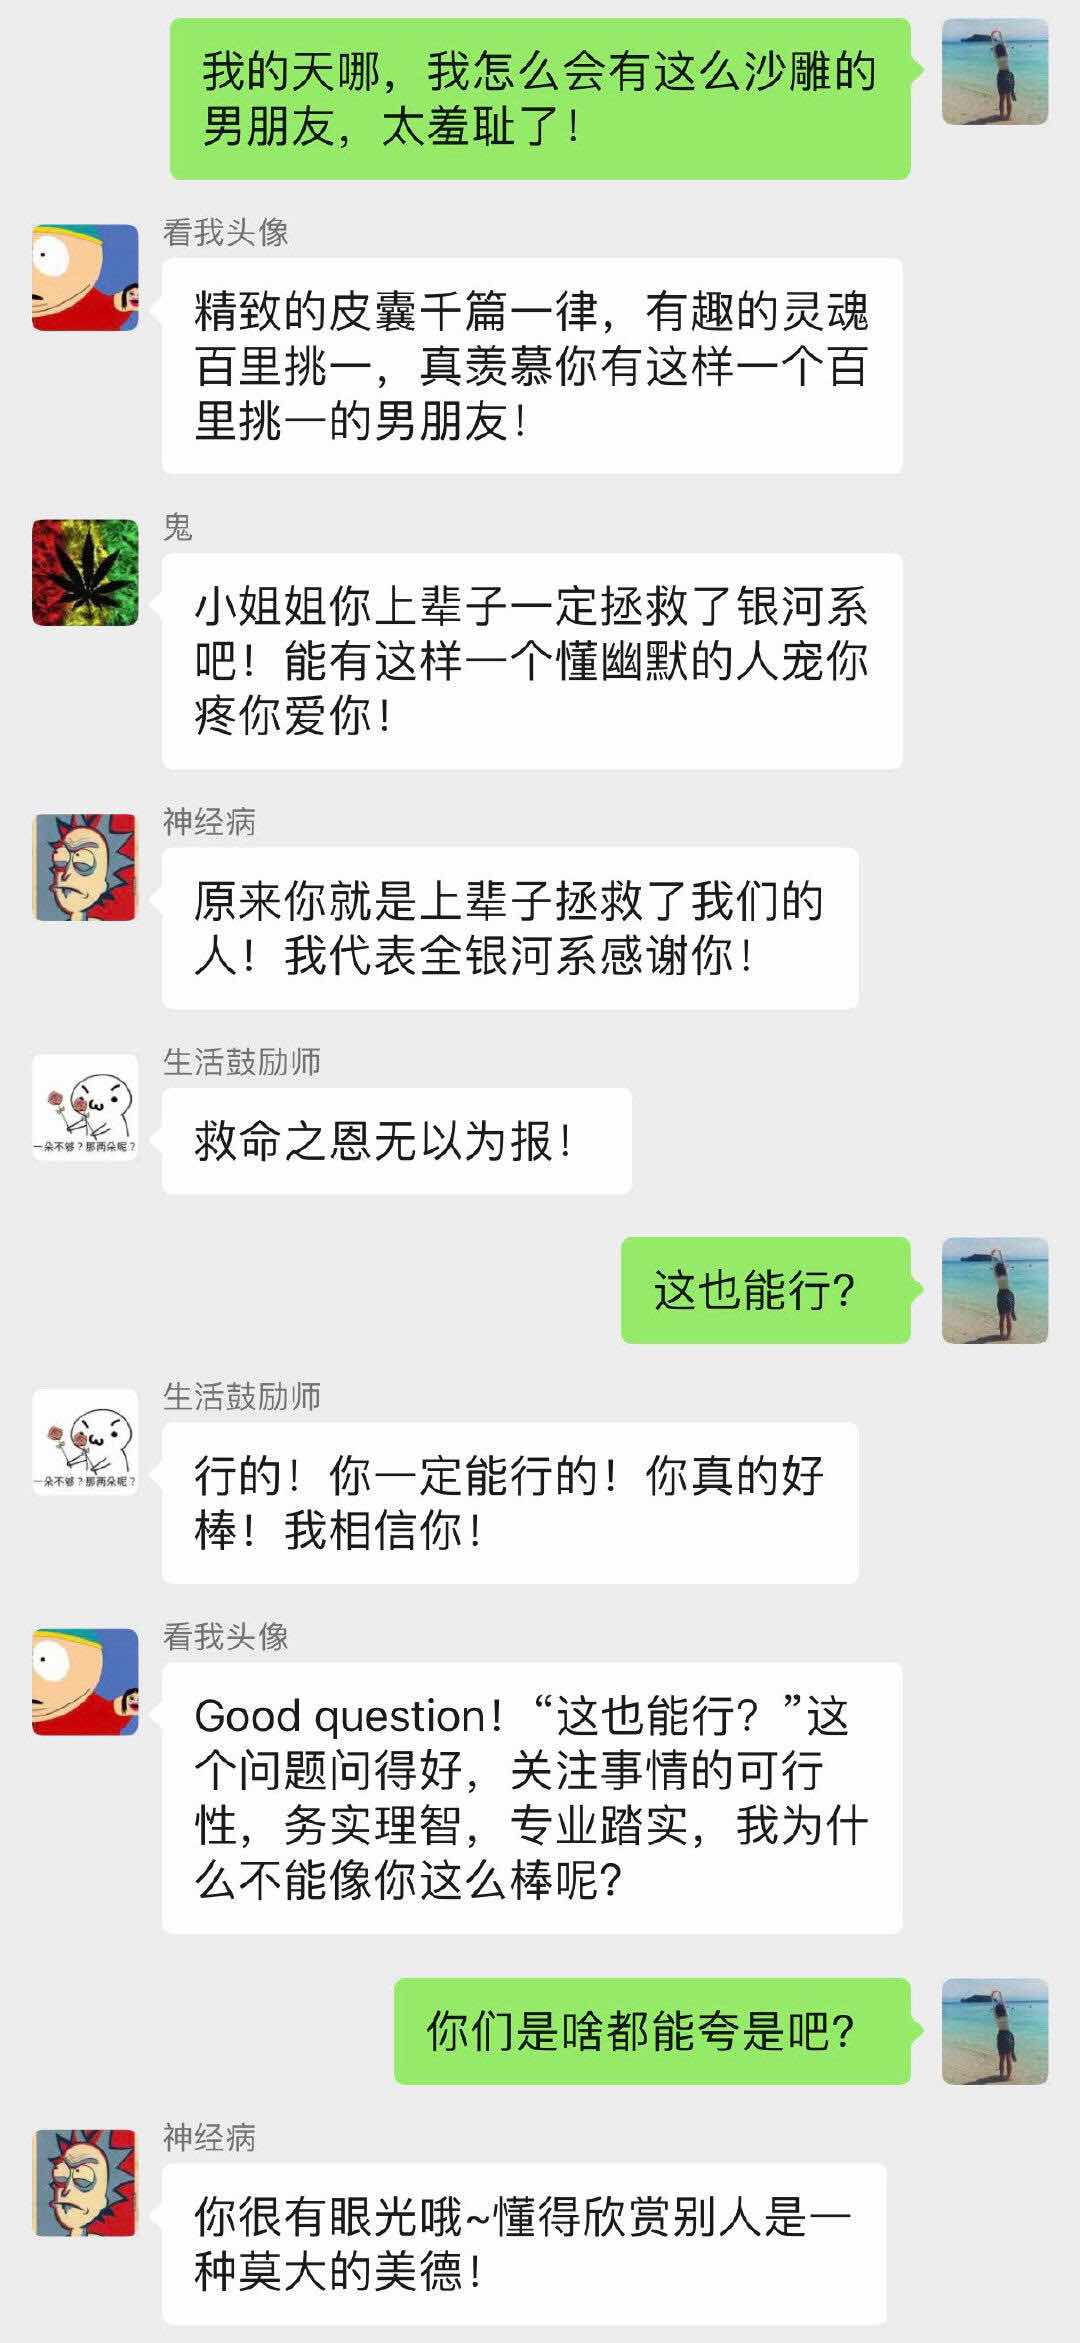 我的天哪，我怎么会有这么沙雕的
男朋友，太羞耻了！
看我头像
精致的皮囊千篇一律，有趣的灵魂
百里挑一，真羡慕你有这样一个百
里挑一的男朋友！
鬼
小姐姐你上辈子一定拯救了银河系
吧！能有这样一个懂幽默的人宠你
疼你爱你！
神经病
原来你就是上辈子拯救了我们的
人！我代表全银河系感谢你！
生活鼓励师
一朵不够？那两朵呢？
救命之恩无以为报！
这也能行？
生活鼓励师
一朵不够？那两朵呢？
行的！你一定能行的！你真的好
棒！我相信你！
看我头像
Good question！“这也能行？”这
个问题问得好，关注事情的可行
性，务实理智，专业踏实，我为什
么不能像你这么棒呢？
你们是啥都能夸是吧？
神经病
你很有眼光哦~懂得欣赏别人是一
种莫大的美德！